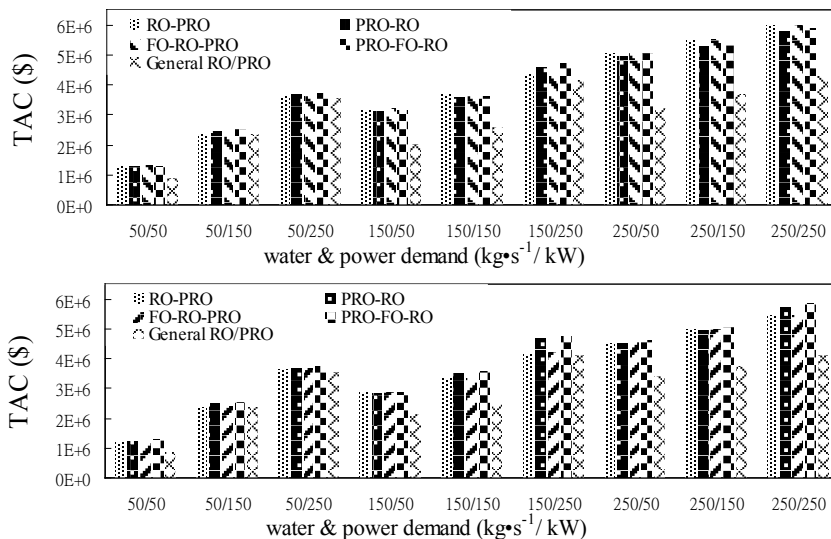 TAC ($)
6E+6
5E+6
4E+6
3E+6
2E+6
1E+6
0E+0
RO-PRO
PRO-RO
FO-RO-PRO
PRO-FO-RO
General RO/PRO
50/50 50/150 50/250 150/50 150/150 150/250 250/50 250/150 250/250
water & power demand (kg•s⁻¹/ kW)
TAC ($)
6E+6
5E+6
4E+6
3E+6
2E+6
1E+6
0E+0
RO-PRO
PRO-RO
FO-RO-PRO
PRO-FO-RO
General RO/PRO
50/50 50/150 50/250 150/50 150/150 150/250 250/50 250/150 250/250
water & power demand (kg•s⁻¹/ kW)